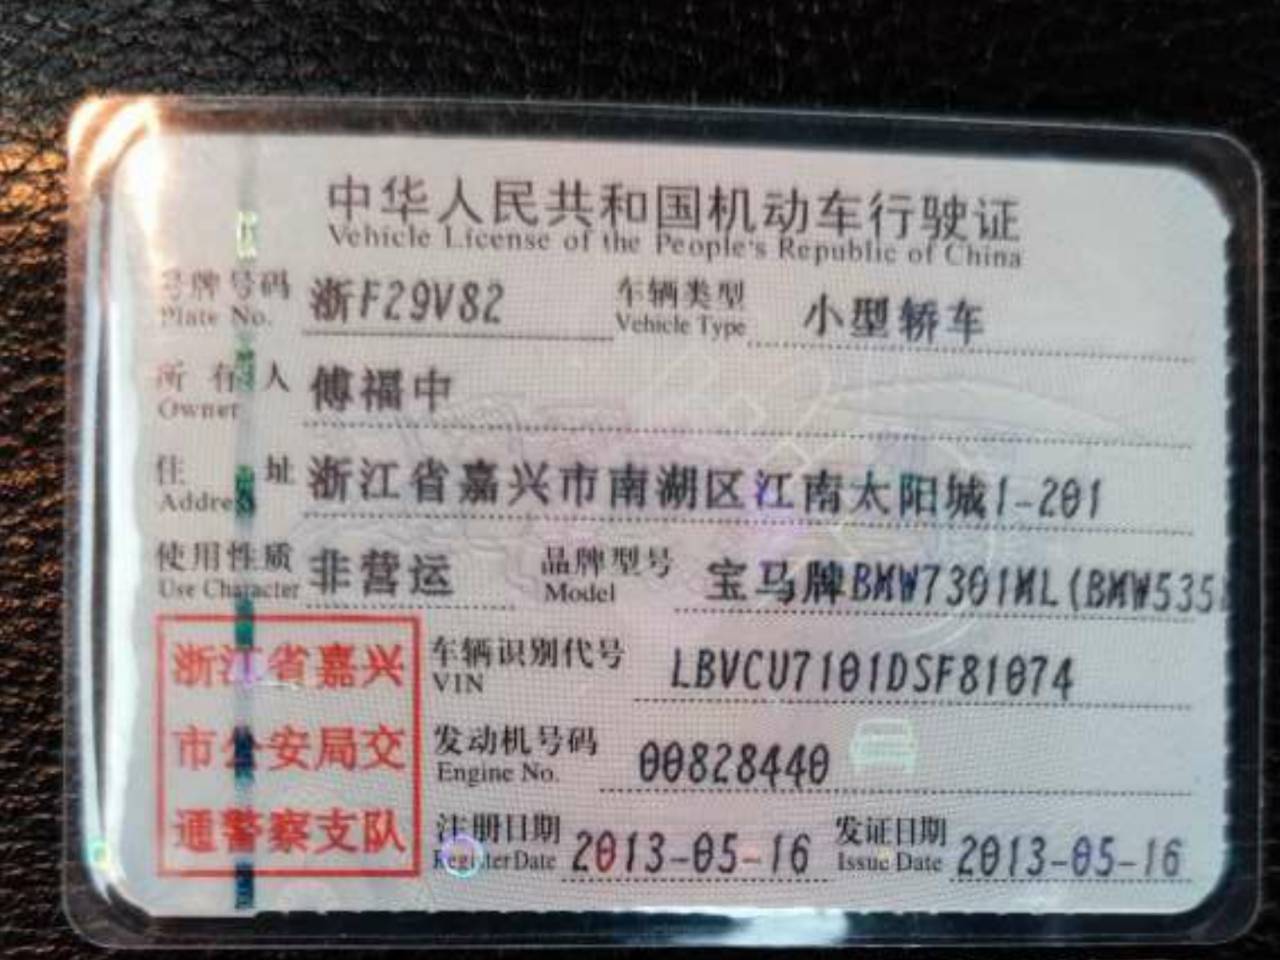 中华人民共和国机动车行驶证
Vehicle License of the People's Republic of China
号牌号码 浙F29V82 车辆类型 小型轿车
Plate No. Vehicle Type
所有人 傅福中
Owner
住址 浙江省嘉兴市南湖区江南太阳城1-201
Address
使用性质 非营运 品牌型号 宝马牌BMW7301ML(BMW535
Use Character Model
浙江省嘉兴 车辆识别代号 LBVCU7101DSF81074
VIN
市公安局交 发动机号码 00828440
Engine No.
通警察支队 注册日期 2013-05-16 发证日期 2013-05-16
Register Date Issue Date